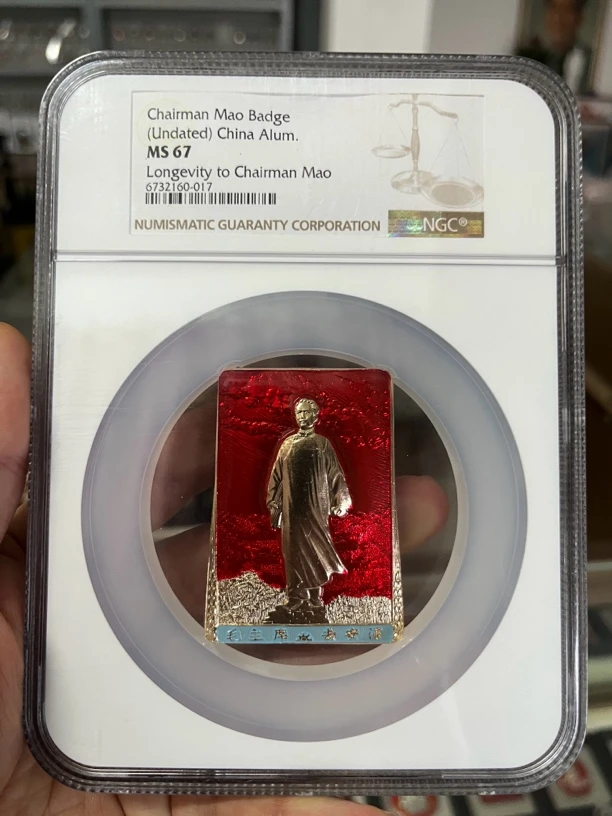 Chairman Mao Badge
(Undated) China Alum.
MS 67
Longevity to Chairman Mao
6732160-017
NUMISMATIC GUARANTY CORPORATION
NGC®
毛主席安源